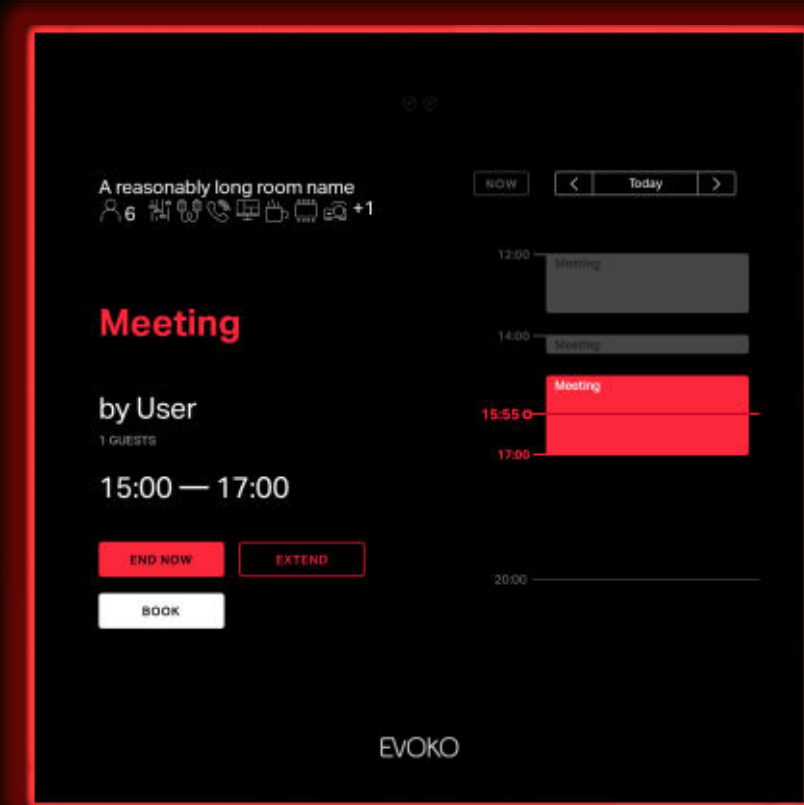 A reasonably long room name
6 +1
Meeting
by User
1 GUESTS
15:00 — 17:00
END NOW
EXTEND
BOOK
NOW
< Today >
12:00
Meeting
14:00
Meeting
Meeting
15:55
17:00
20:00
EVOKO